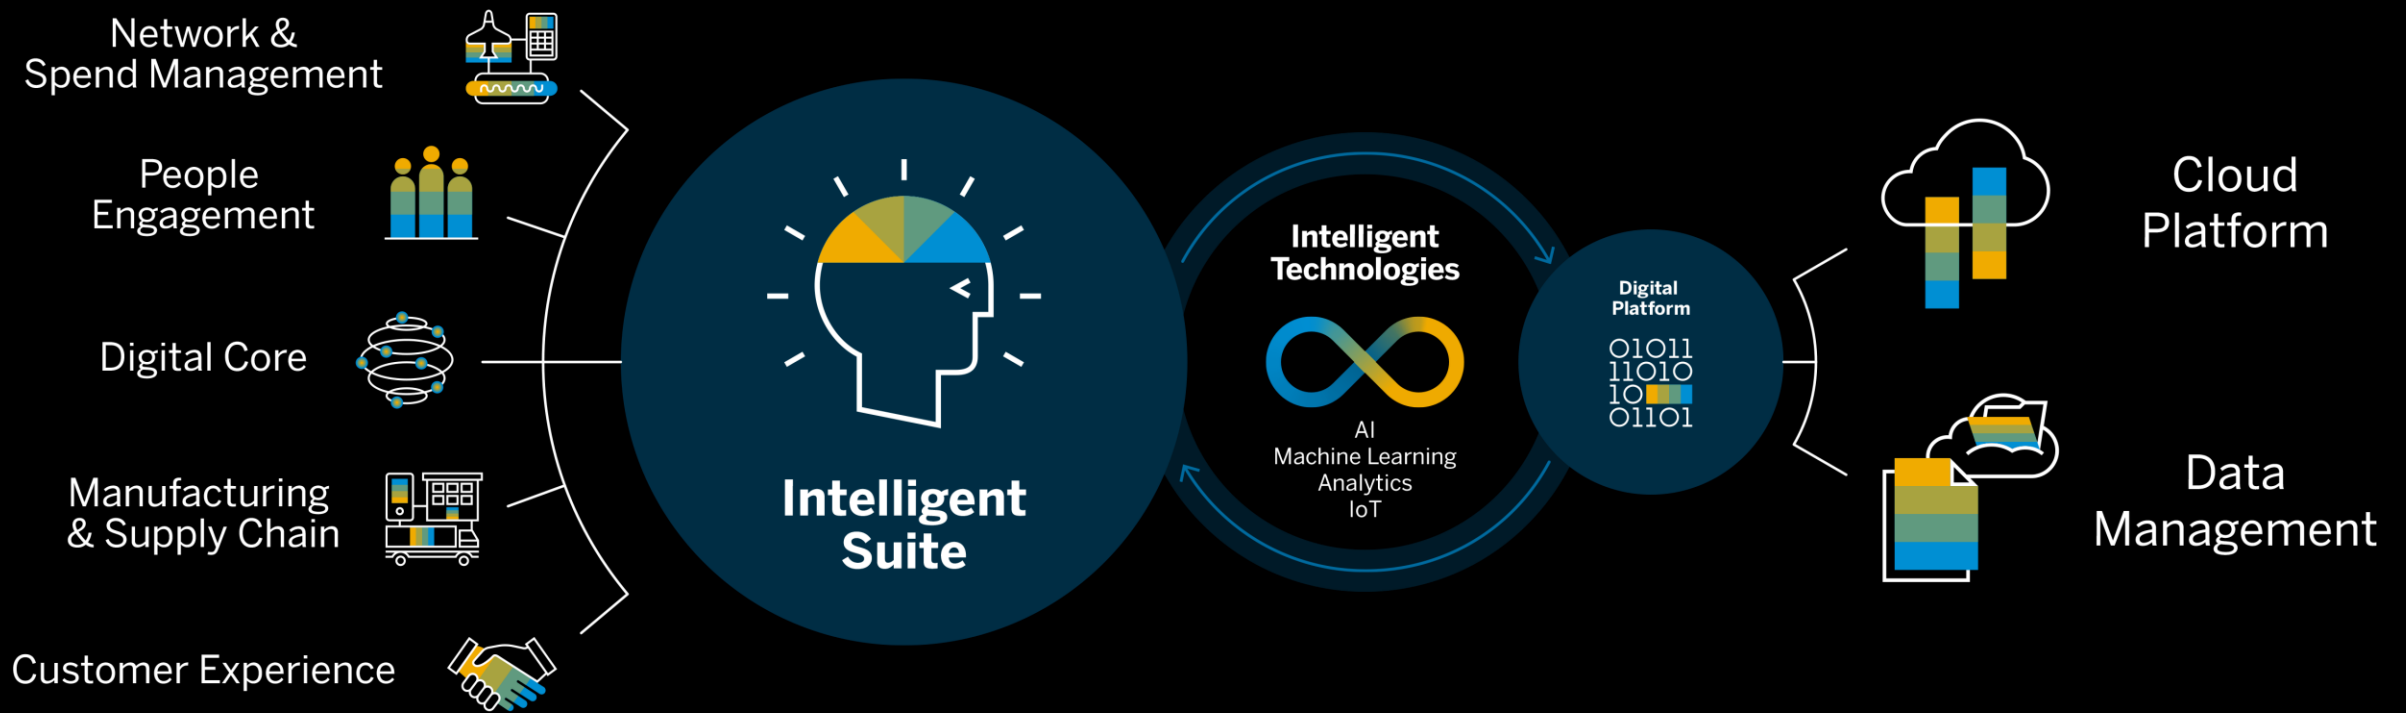 Network &
Spend Management
People
Engagement
Digital Core
Manufacturing
& Supply Chain
Customer Experience
Intelligent
Suite
Intelligent
Technologies
AI
Machine Learning
Analytics
IoT
Digital
Platform
01011
11010
10
01101
Cloud
Platform
Data
Management